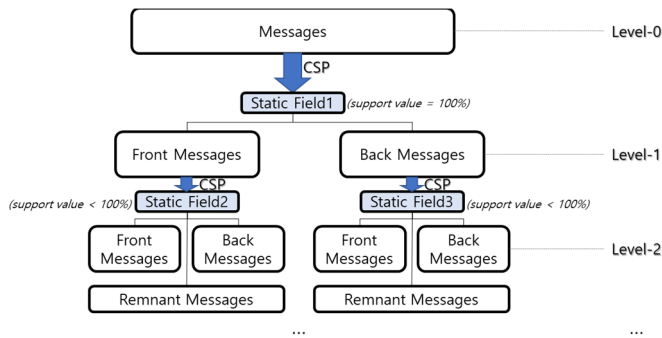 Messages
Level-0
CSP
Static Field1 (support value = 100%)
Front Messages
Back Messages
Level-1
CSP
CSP
(support value < 100%) Static Field2
Static Field3 (support value < 100%)
Front
Messages
Back
Messages
Front
Messages
Back
Messages
Level-2
Remnant Messages
Remnant Messages
...
...